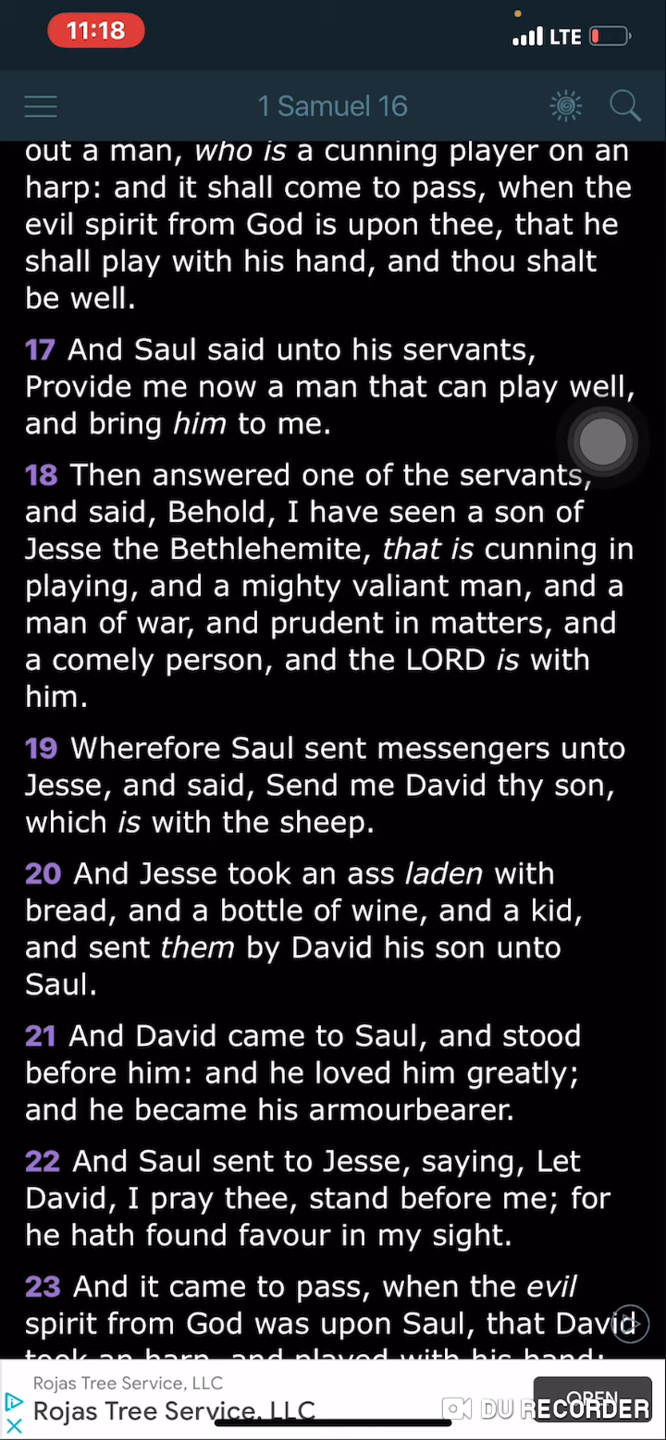 11:18
LTE
1 Samuel 16
out a man, who is a cunning player on an
harp: and it shall come to pass, when the
evil spirit from God is upon thee, that he
shall play with his hand, and thou shalt
be well.
17 And Saul said unto his servants,
Provide me now a man that can play well,
and bring him to me.
18 Then answered one of the servants,
and said, Behold, I have seen a son of
Jesse the Bethlehemite, that is cunning in
playing, and a mighty valiant man, and a
man of war, and prudent in matters, and
a comely person, and the LORD is with
him.
19 Wherefore Saul sent messengers unto
Jesse, and said, Send me David thy son,
which is with the sheep.
20 And Jesse took an ass laden with
bread, and a bottle of wine, and a kid,
and sent them by David his son unto
Saul.
21 And David came to Saul, and stood
before him: and he loved him greatly;
and he became his armourbearer.
22 And Saul sent to Jesse, saying, Let
David, I pray thee, stand before me; for
he hath found favour in my sight.
23 And it came to pass, when the evil
spirit from God was upon Saul, that David
took an harp, and played with his hand:
Rojas Tree Service, LLC
Rojas Tree Service, LLC
OPEN
DU RECORDER